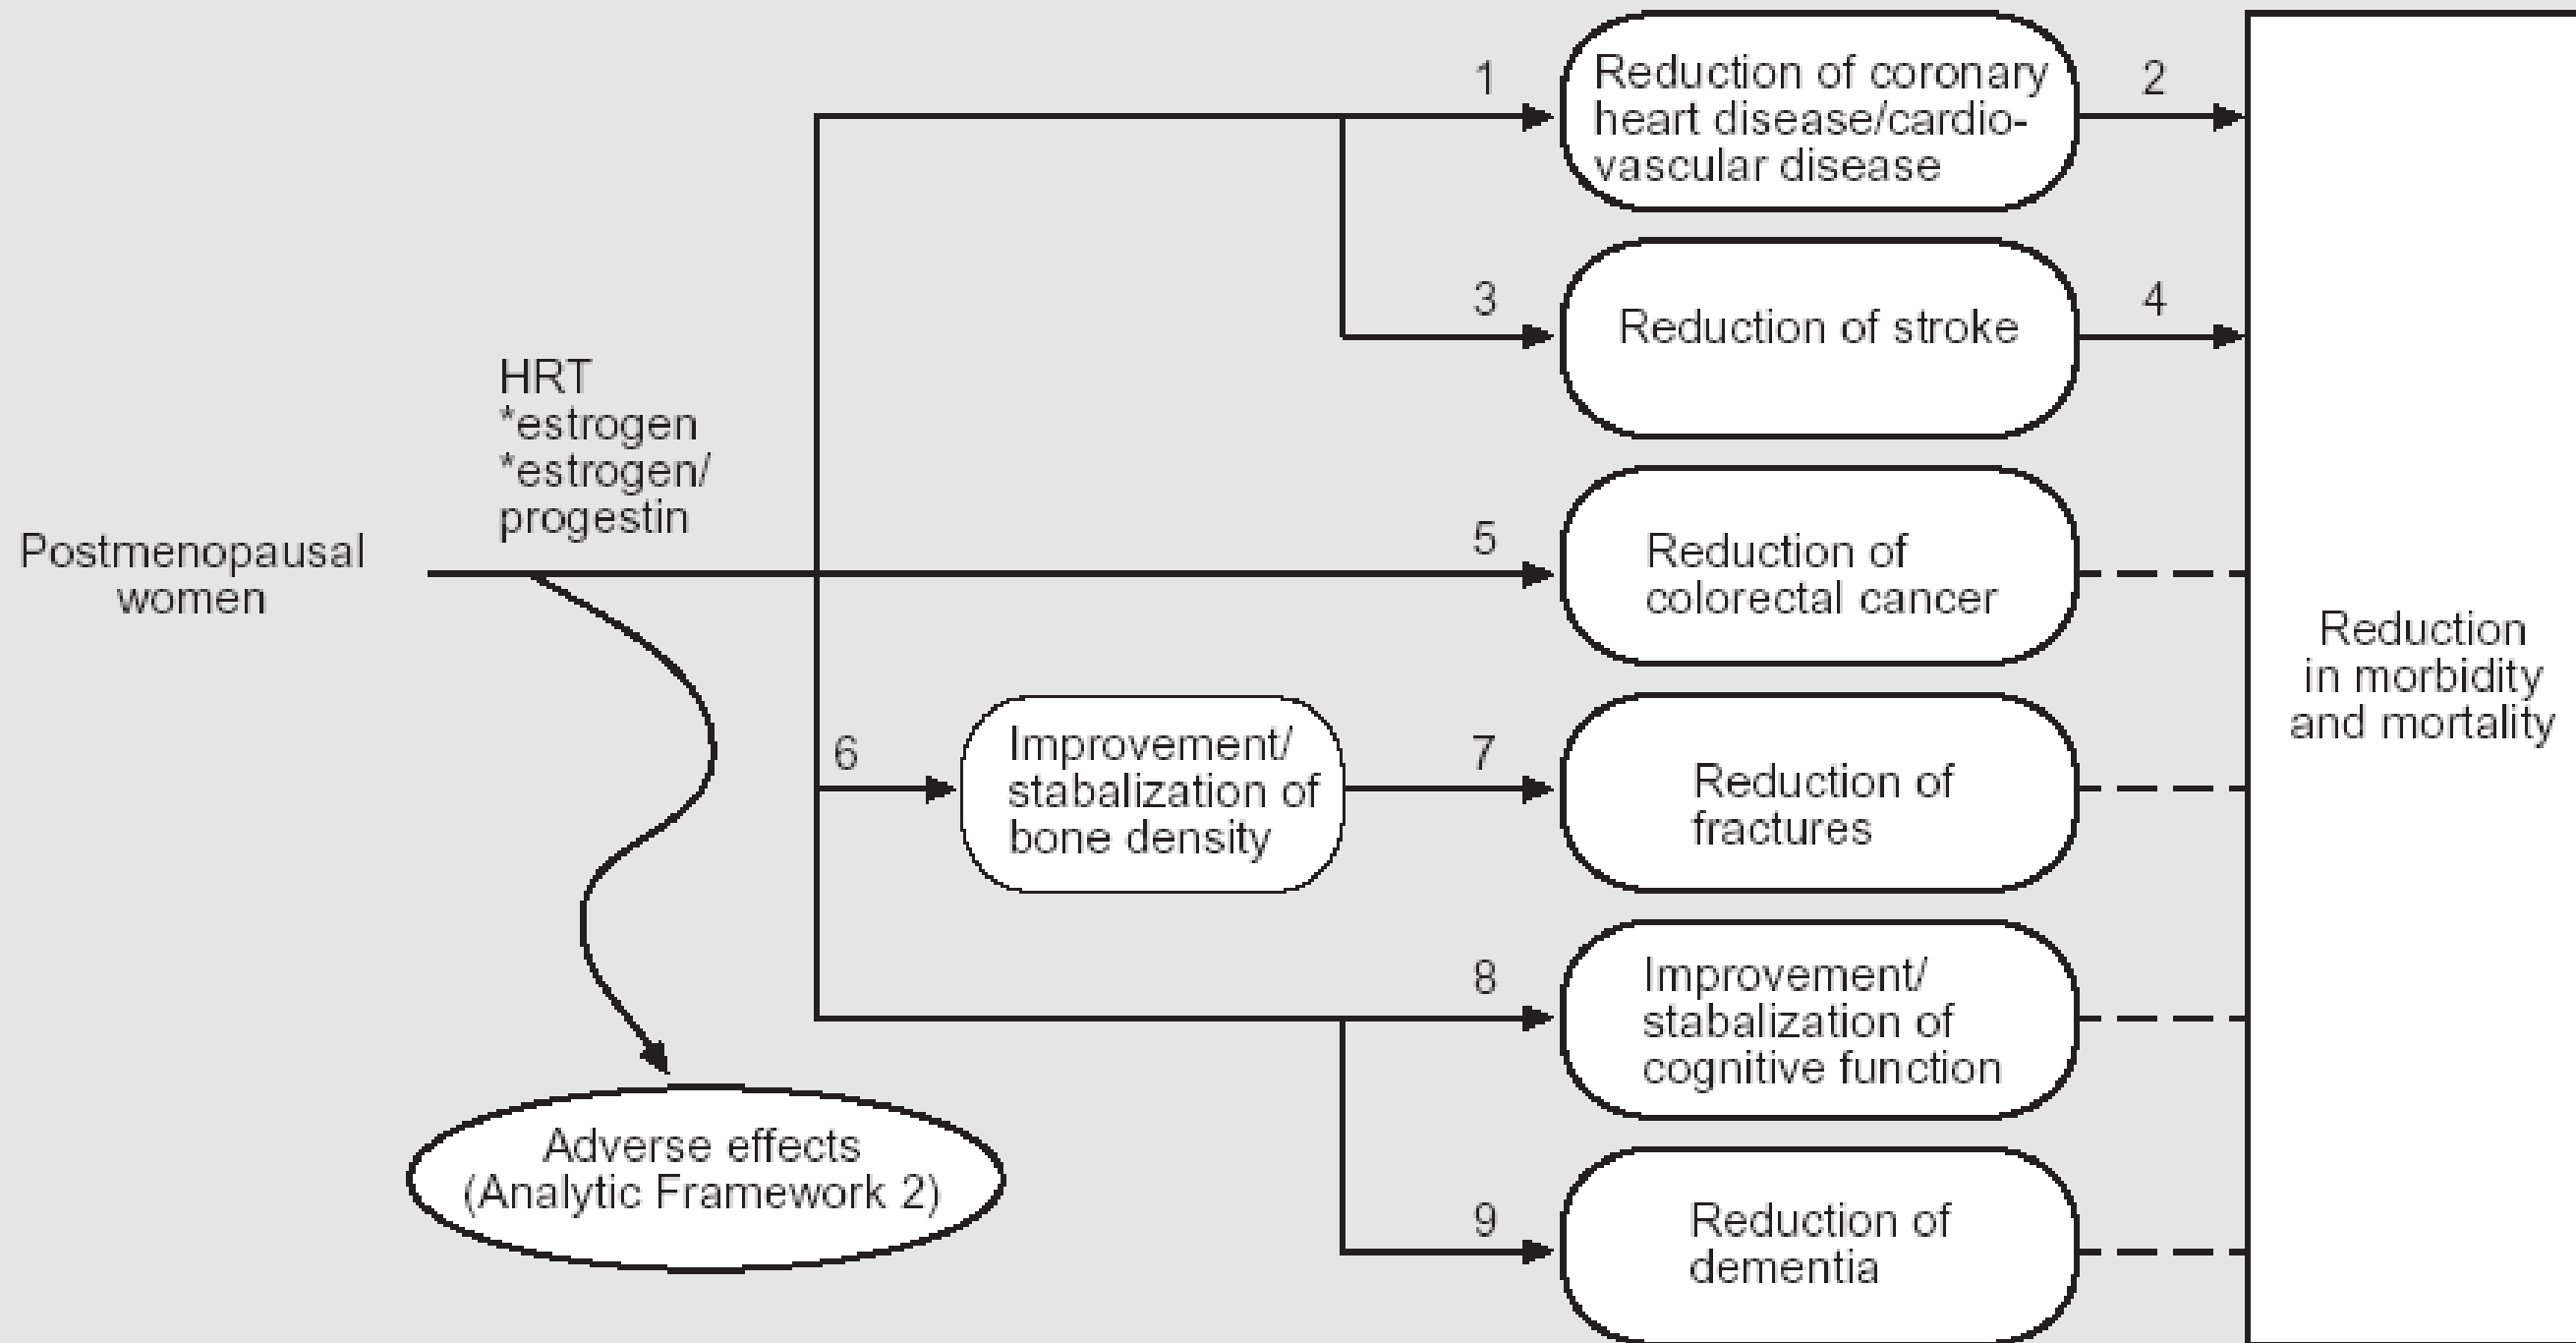 Postmenopausal
women
HRT
*estrogen
*estrogen/
progestin
Adverse effects
(Analytic Framework 2)
1
Reduction of coronary
heart disease/cardio-
vascular disease
2
3
Reduction of stroke
4
5
Reduction of
colorectal cancer
6
Improvement/
stabalization of
bone density
7
Reduction of
fractures
8
Improvement/
stabalization of
cognitive function
9
Reduction of
dementia
Reduction
in morbidity
and mortality